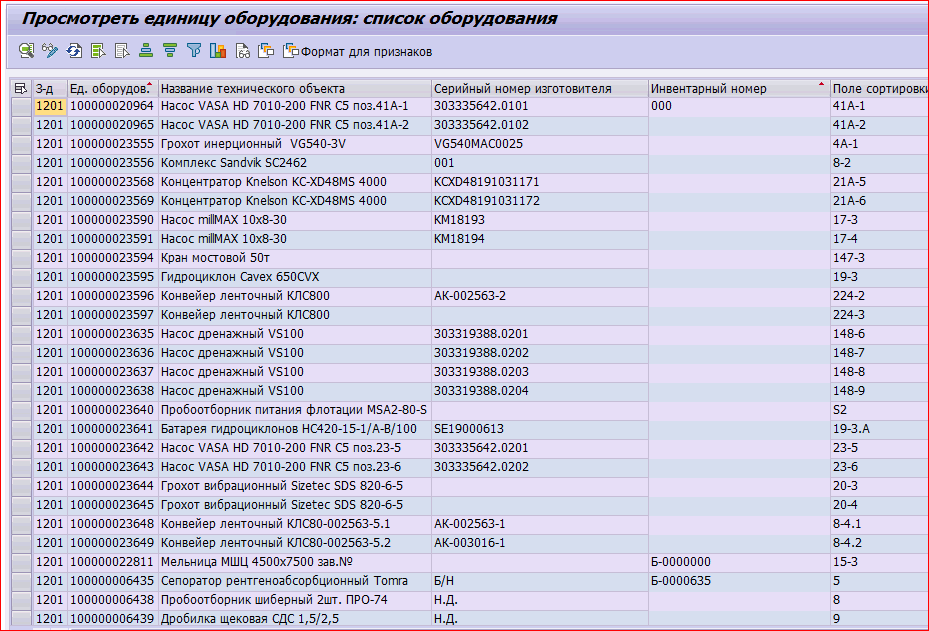 Просмотреть единицу оборудования: список оборудования
Формат для признаков
З-д Ед. оборудов. Название технического объекта Серийный номер изготовителя Инвентарный номер Поле сортировки
1201 100000020964 Насос VASA HD 7010-200 FNR C5 поз.41А-1 303335642.0101 000 41А-1
1201 100000020965 Насос VASA HD 7010-200 FNR C5 поз.41А-2 303335642.0102 41А-2
1201 100000023555 Грохот инерционный VG540-3V VG540MAC0025 4А-1
1201 100000023556 Комплекс Sandvik SC2462 001 8-2
1201 100000023568 Концентратор Knelson KC-XD48MS 4000 KCXD48191031171 21А-5
1201 100000023569 Концентратор Knelson KC-XD48MS 4000 KCXD48191031172 21А-6
1201 100000023590 Насос millMAX 10x8-30 KM18193 17-3
1201 100000023591 Насос millMAX 10x8-30 KM18194 17-4
1201 100000023594 Кран мостовой 50т 147-3
1201 100000023595 Гидроциклон Cavex 650CVX 19-3
1201 100000023596 Конвейер ленточный КЛС800 АК-002563-2 224-2
1201 100000023597 Конвейер ленточный КЛС800 224-3
1201 100000023635 Насос дренажный VS100 303319388.0201 148-6
1201 100000023636 Насос дренажный VS100 303319388.0202 148-7
1201 100000023637 Насос дренажный VS100 303319388.0203 148-8
1201 100000023638 Насос дренажный VS100 303319388.0204 148-9
1201 100000023640 Пробоотборник питания флотации MSA2-80-S S2
1201 100000023641 Батарея гидроциклонов НС420-15-1/А-В/100 SE19000613 19-3.А
1201 100000023642 Насос VASA HD 7010-200 FNR C5 поз.23-5 303335642.0201 23-5
1201 100000023643 Насос VASA HD 7010-200 FNR C5 поз.23-6 303335642.0202 23-6
1201 100000023644 Грохот вибрационный Sizetec SDS 820-6-5 20-3
1201 100000023645 Грохот вибрационный Sizetec SDS 820-6-5 20-4
1201 100000023648 Конвейер ленточный КЛС80-002563-5.1 АК-002563-1 8-4.1
1201 100000023649 Конвейер ленточный КЛС80-002563-5.2 АК-003016-1 8-4.2
1201 100000022811 Мельница МШЦ 4500х7500 зав.№ Б-0000000 15-3
1201 100000006435 Сепоратор рентгеноабсорбционный Tomra Б/Н Б-0000635 5
1201 100000006438 Пробоотборник шиберный 2шт. ПРО-74 Н.Д. 8
1201 100000006439 Дробилка щековая СДС 1,5/2,5 Н.Д. 9